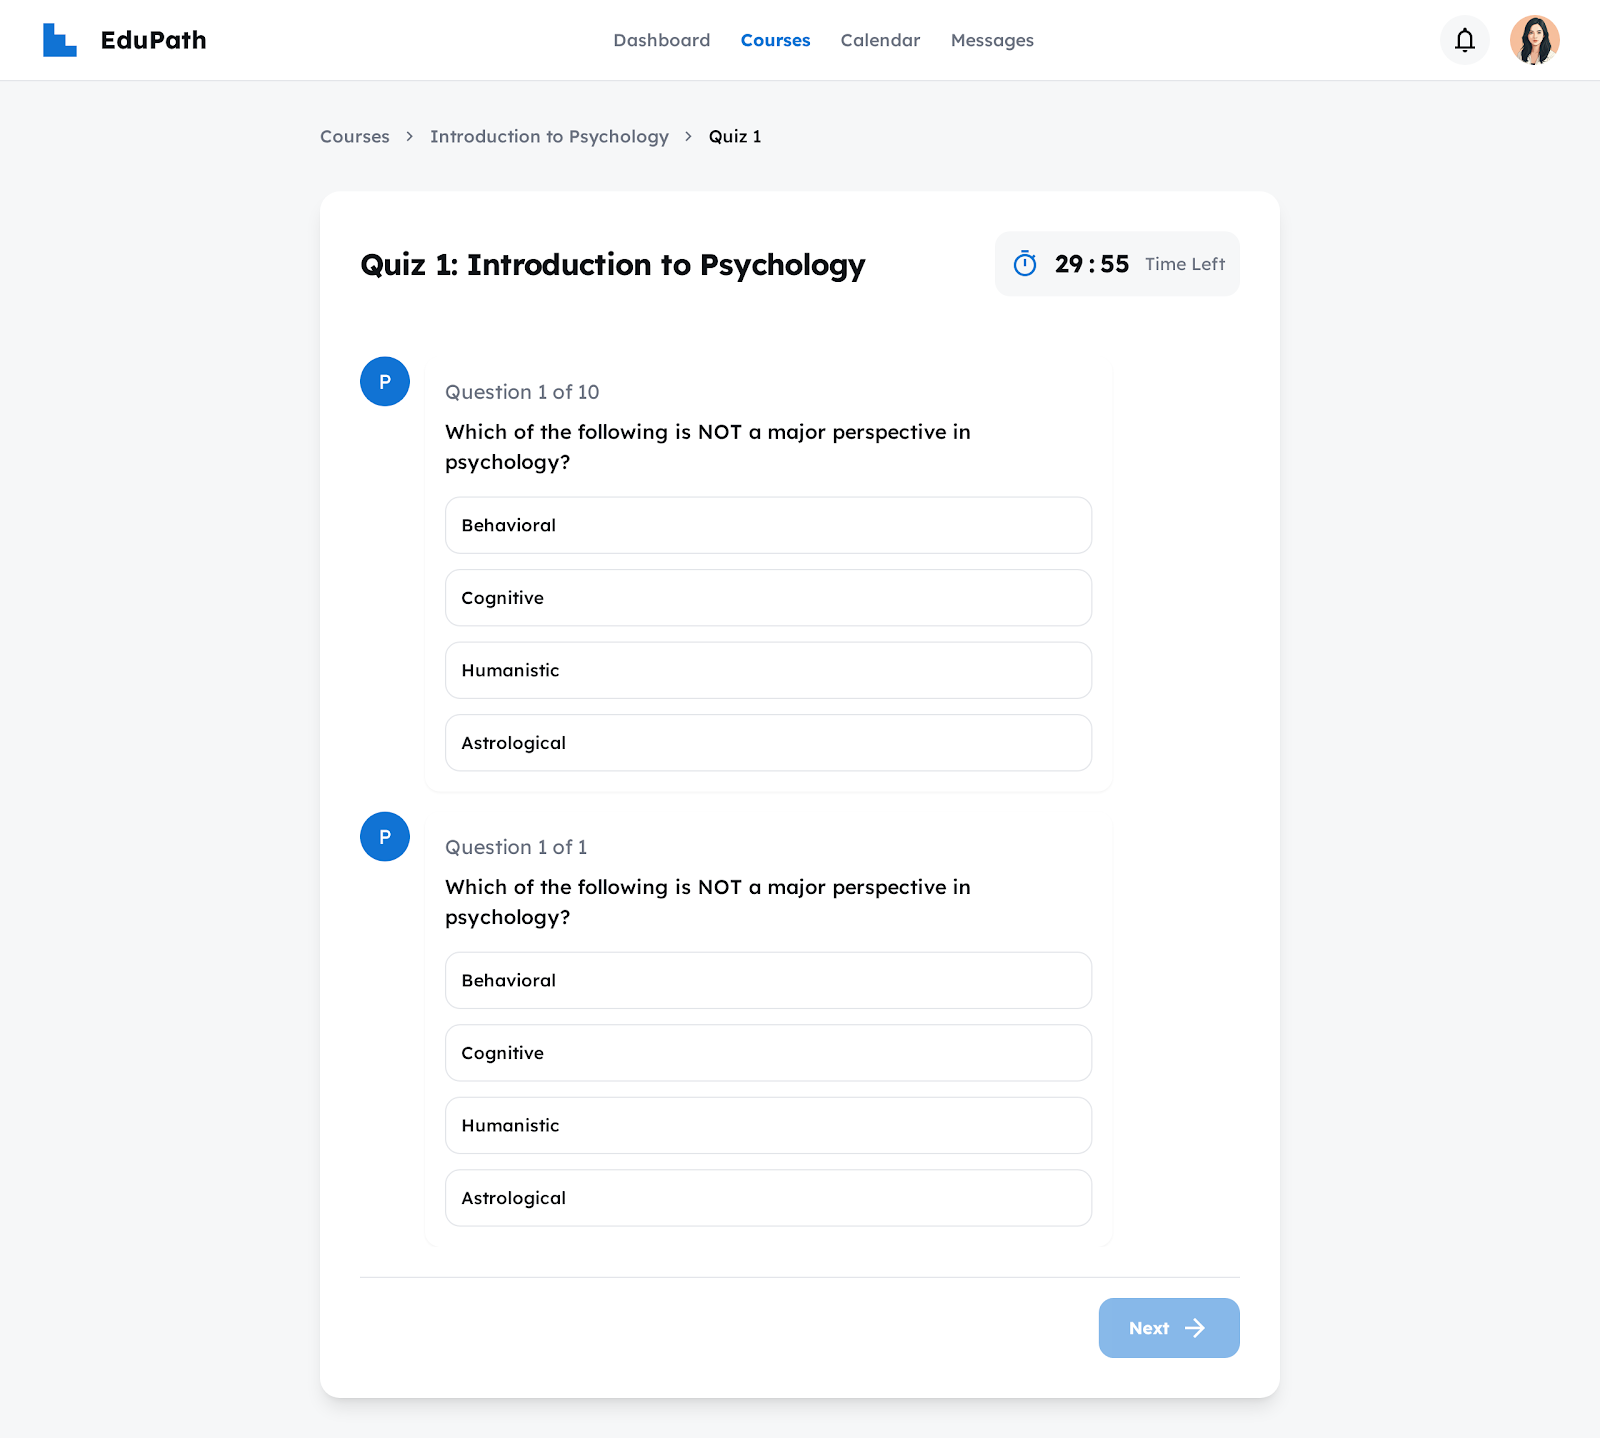 EduPath
Dashboard
Courses
Calendar
Messages
Courses > Introduction to Psychology > Quiz 1
Quiz 1: Introduction to Psychology
29 : 55 Time Left
P
Question 1 of 10
Which of the following is NOT a major perspective in
psychology?
Behavioral
Cognitive
Humanistic
Astrological
P
Question 1 of 1
Which of the following is NOT a major perspective in
psychology?
Behavioral
Cognitive
Humanistic
Astrological
Next